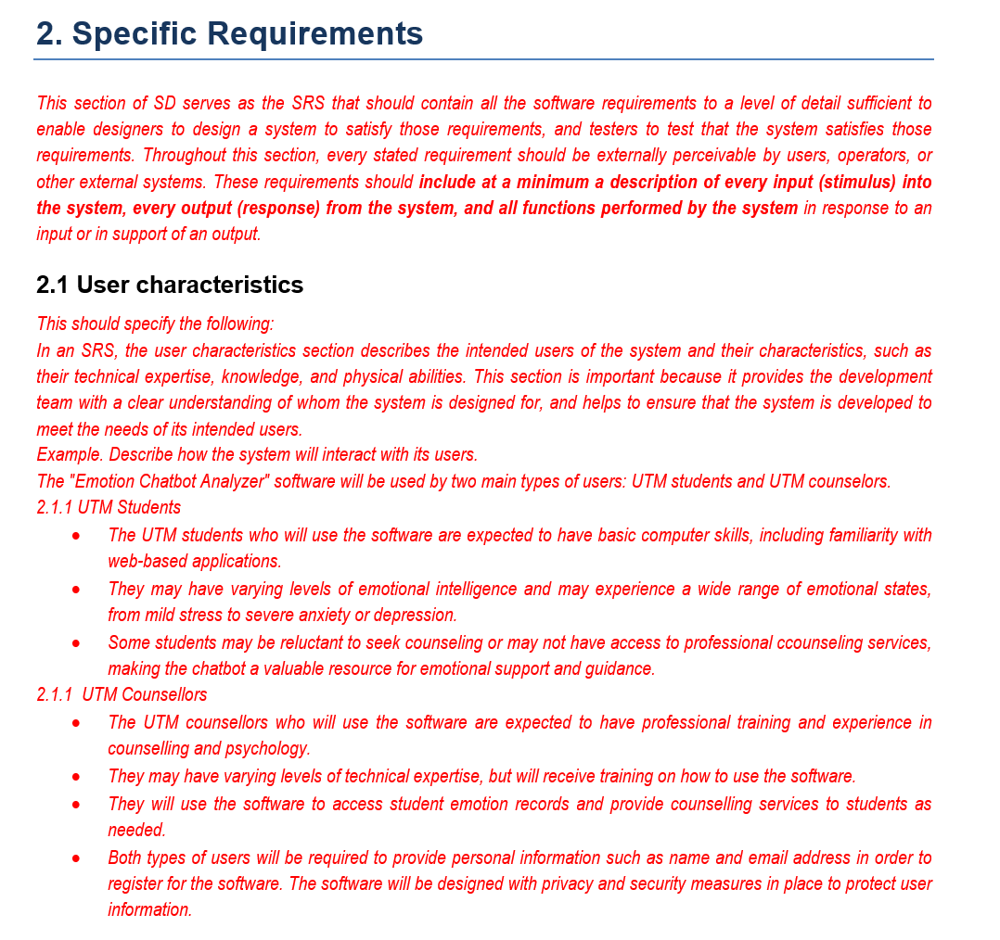 2. Specific Requirements
This section of SD serves as the SRS that should contain all the software requirements to a level of detail sufficient to
enable designers to design a system to satisfy those requirements, and testers to test that the system satisfies those
requirements. Throughout this section, every stated requirement should be externally perceivable by users, operators, or
other external systems. These requirements should include at a minimum a description of every input (stimulus) into
the system, every output (response) from the system, and all functions performed by the system in response to an
input or in support of an output.
2.1 User characteristics
This should specify the following:
In an SRS, the user characteristics section describes the intended users of the system and their characteristics, such as
their technical expertise, knowledge, and physical abilities. This section is important because it provides the development
team with a clear understanding of whom the system is designed for, and helps to ensure that the system is developed to
meet the needs of its intended users.
Example. Describe how the system will interact with its users.
The "Emotion Chatbot Analyzer" software will be used by two main types of users: UTM students and UTM counselors.
2.1.1 UTM Students
• The UTM students who will use the software are expected to have basic computer skills, including familiarity with
web-based applications.
• They may have varying levels of emotional intelligence and may experience a wide range of emotional states,
from mild stress to severe anxiety or depression.
• Some students may be reluctant to seek counseling or may not have access to professional ccounseling services,
making the chatbot a valuable resource for emotional support and guidance.
2.1.1 UTM Counsellors
• The UTM counsellors who will use the software are expected to have professional training and experience in
counselling and psychology.
• They may have varying levels of technical expertise, but will receive training on how to use the software.
• They will use the software to access student emotion records and provide counselling services to students as
needed.
• Both types of users will be required to provide personal information such as name and email address in order to
register for the software. The software will be designed with privacy and security measures in place to protect user
information.